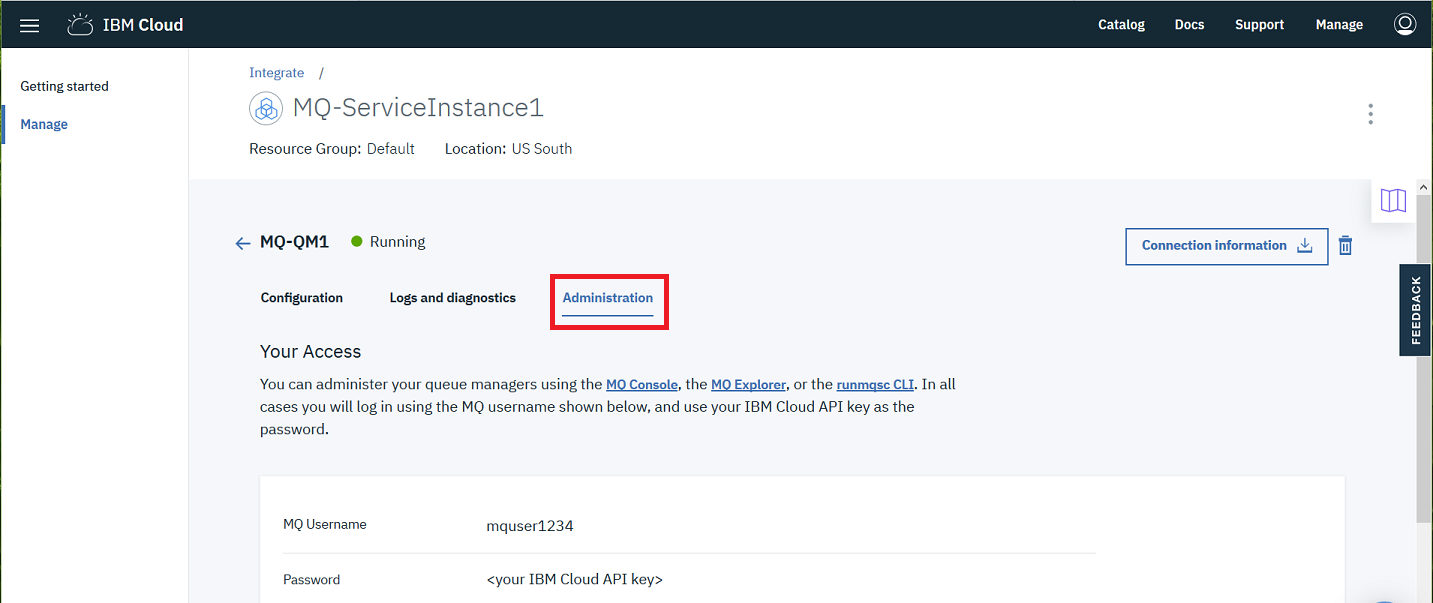 IBM Cloud
Catalog Docs Support Manage
Getting started
Manage
Integrate /
MQ-ServiceInstance1
Resource Group: Default Location: US South
MQ-QM1 Running
Connection information
FEEDBACK
Configuration Logs and diagnostics Administration
Your Access
You can administer your queue managers using the MQ Console, the MQ Explorer, or the runmqsc CLI. In all
cases you will log in using the MQ username shown below, and use your IBM Cloud API key as the
password.
MQ Username mquser1234
Password <your IBM Cloud API key>